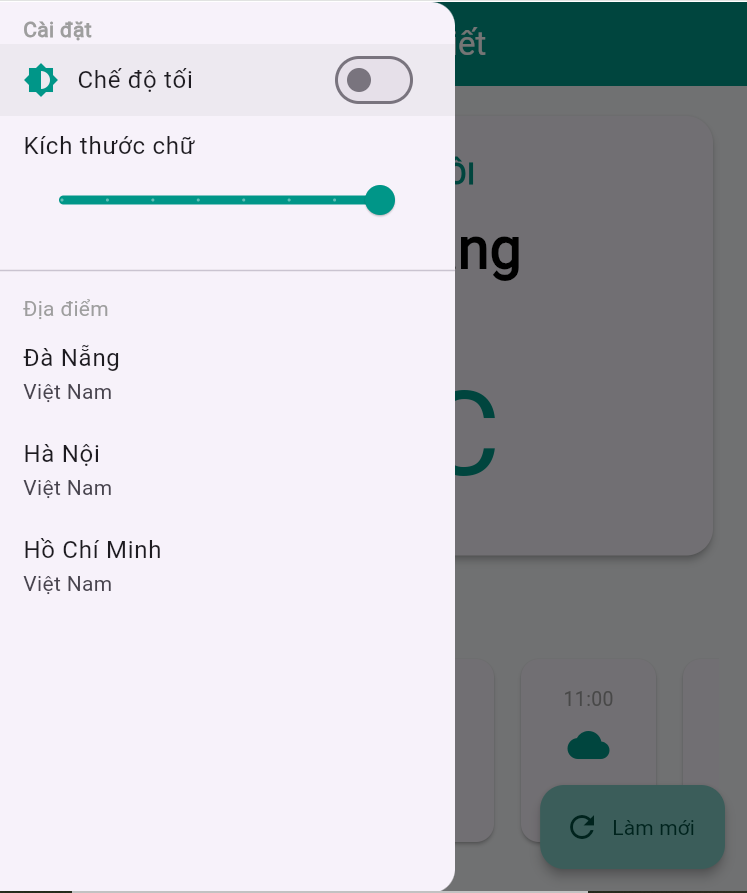 Cài đặt
Chế độ tối
Kích thước chữ
Địa điểm
Đà Nẵng
Việt Nam
Hà Nội
Việt Nam
Hồ Chí Minh
Việt Nam
11:00
Làm mới